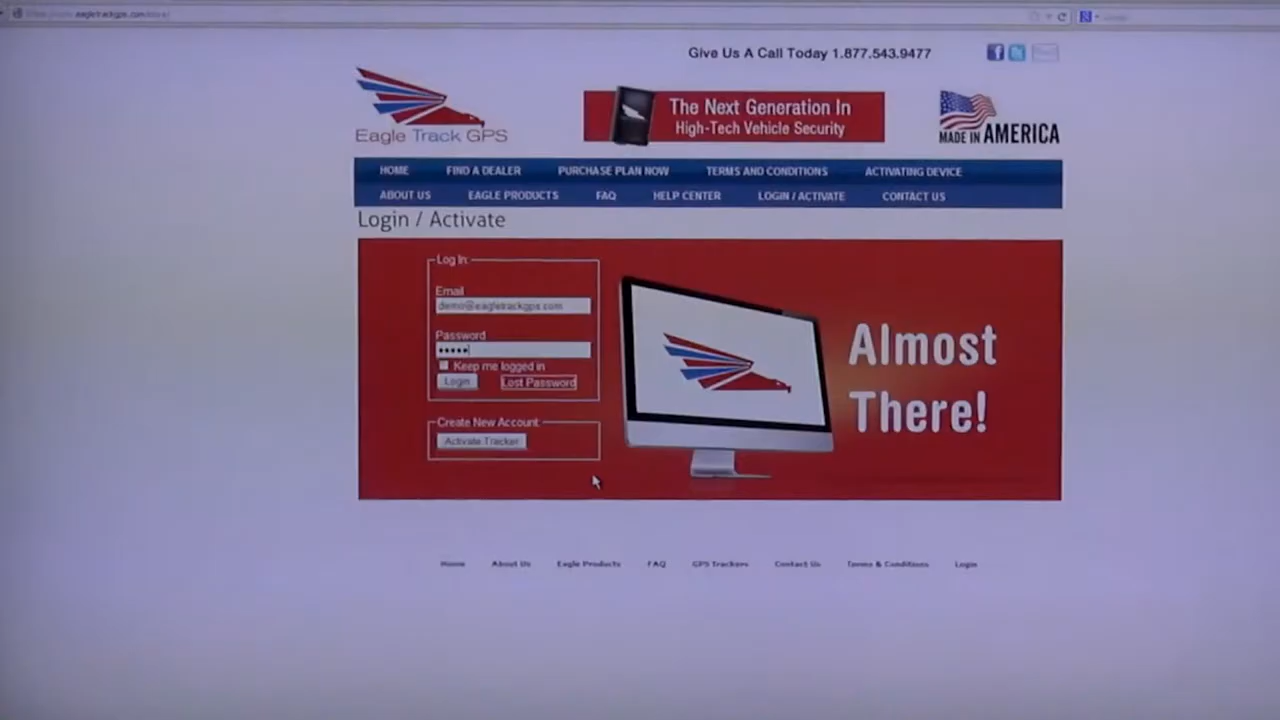 Give Us A Call Today 1.877.543.9477
Eagle Track GPS
The Next Generation In
High-Tech Vehicle Security
MADE IN AMERICA
HOME FIND A DEALER PURCHASE PLAN NOW TERMS AND CONDITIONS ACTIVATING DEVICE
ABOUT US EAGLE PRODUCTS FAQ HELP CENTER LOGIN / ACTIVATE CONTACT US
Login / Activate
Log In:
Email
demo@eagletrackgps.com
Password
•••••
Keep me logged in
Login Lost Password
Create New Account:
Activate Tracker
Almost
There!
Home About Us Eagle Products FAQ GPS Trackers Contact Us Terms & Conditions Login